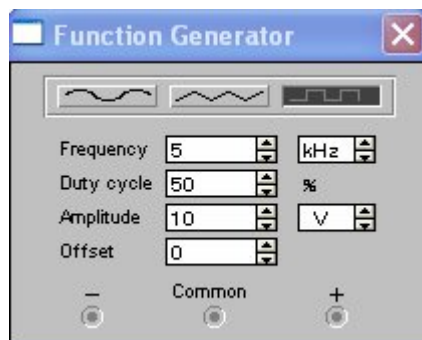 Function Generator
Frequency 5 kHz
Duty cycle 50 %
Amplitude 10 V
Offset 0
− Common +